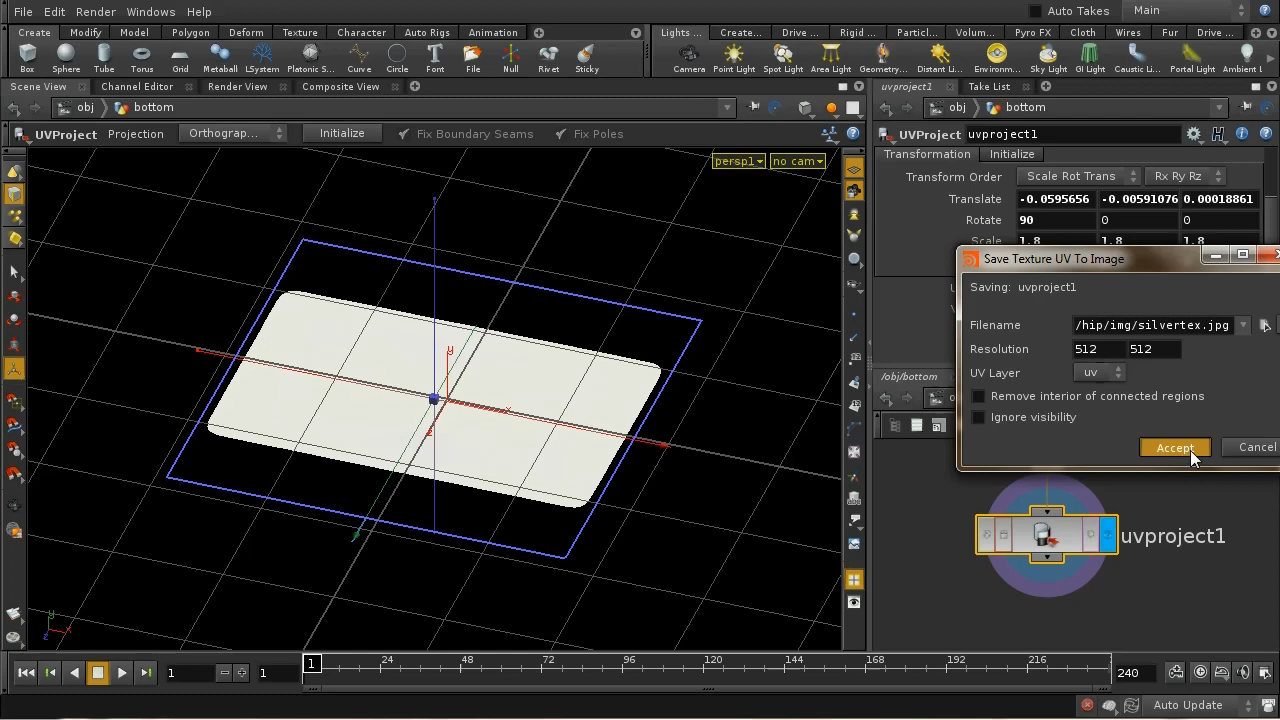 File Edit Render Windows Help Auto Takes Main
Create Modify Model Polygon Deform Texture Character Auto Rigs Animation Lights ... Create... Drive ... Rigid ... Particl... Volum... Pyro FX Cloth Wires Fur Drive ...
Box Sphere Tube Torus Grid Metaball LSystem Platonic S... Curve Circle Font File Null Rivet Sticky Camera Point Light Spot Light Area Light Geometry... Distant Li... Environm... Sky Light GI Light Caustic Li... Portal Light Ambient L
Scene View Channel Editor Render View Composite View uvproject1 Take List
obj bottom obj bottom
UVProject Projection Orthograp... Initialize Fix Boundary Seams Fix Poles UVProject uvproject1
persp1 no cam Transformation Initialize
Transform Order Scale Rot Trans Rx Ry Rz
Translate -0.0595656 -0.00591076 0.00018861
Rotate 90 0 0
Scale 1.8 1.8 1.8
Save Texture UV To Image
Saving: uvproject1
Filename /hip/img/silvertex.jpg
Resolution 512 512
UV Layer uv
/obj/bottom
Remove interior of connected regions
Ignore visibility
Accept Cancel
y
x
z
uvproject1
y
x
z
1 1 1 24 48 72 96 120 144 168 192 216 240
Auto Update